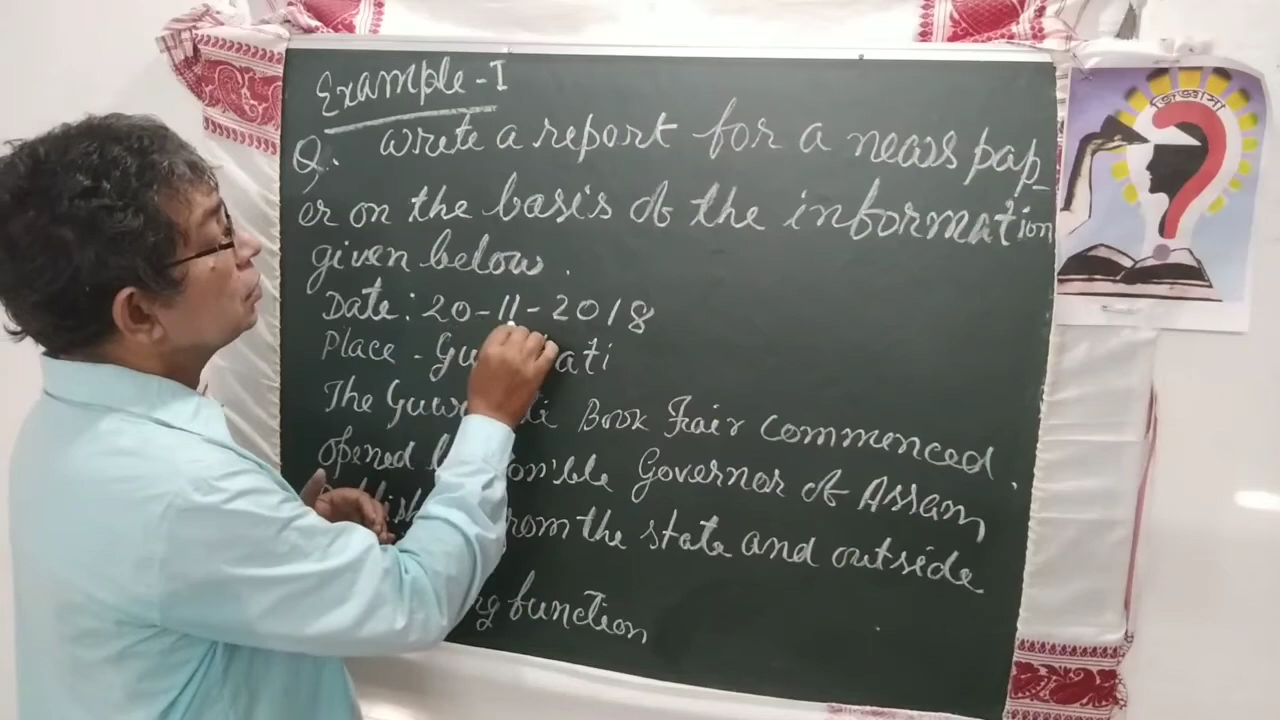 Example-I
Q. Write a report for a news pap-
er on the basis of the information
given below.
Date: 20-11-2018
Place - Gu ati
The Guw ti Book Fair Commenced.
Opened on'ble Governor of Assam
from the state and outside
function
জিজ্ঞাসা